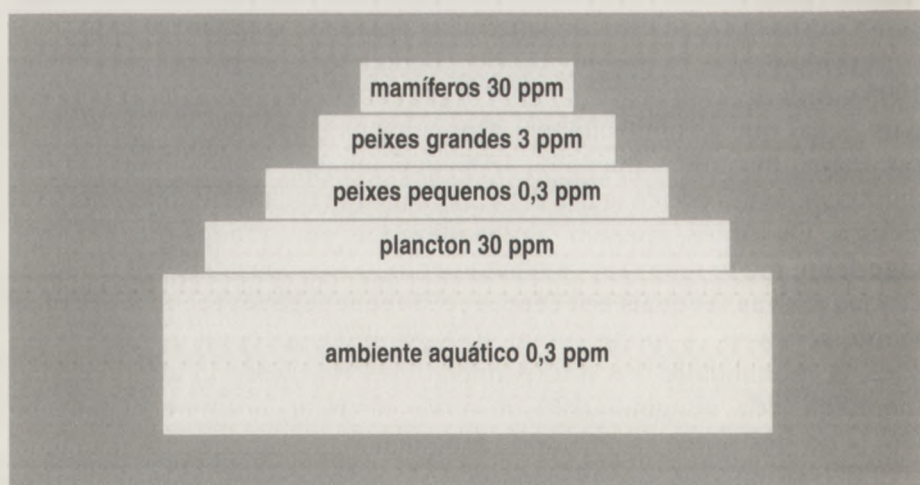 mamíferos 30 ppm
peixes grandes 3 ppm
peixes pequenos 0,3 ppm
plancton 30 ppm
ambiente aquático 0,3 ppm